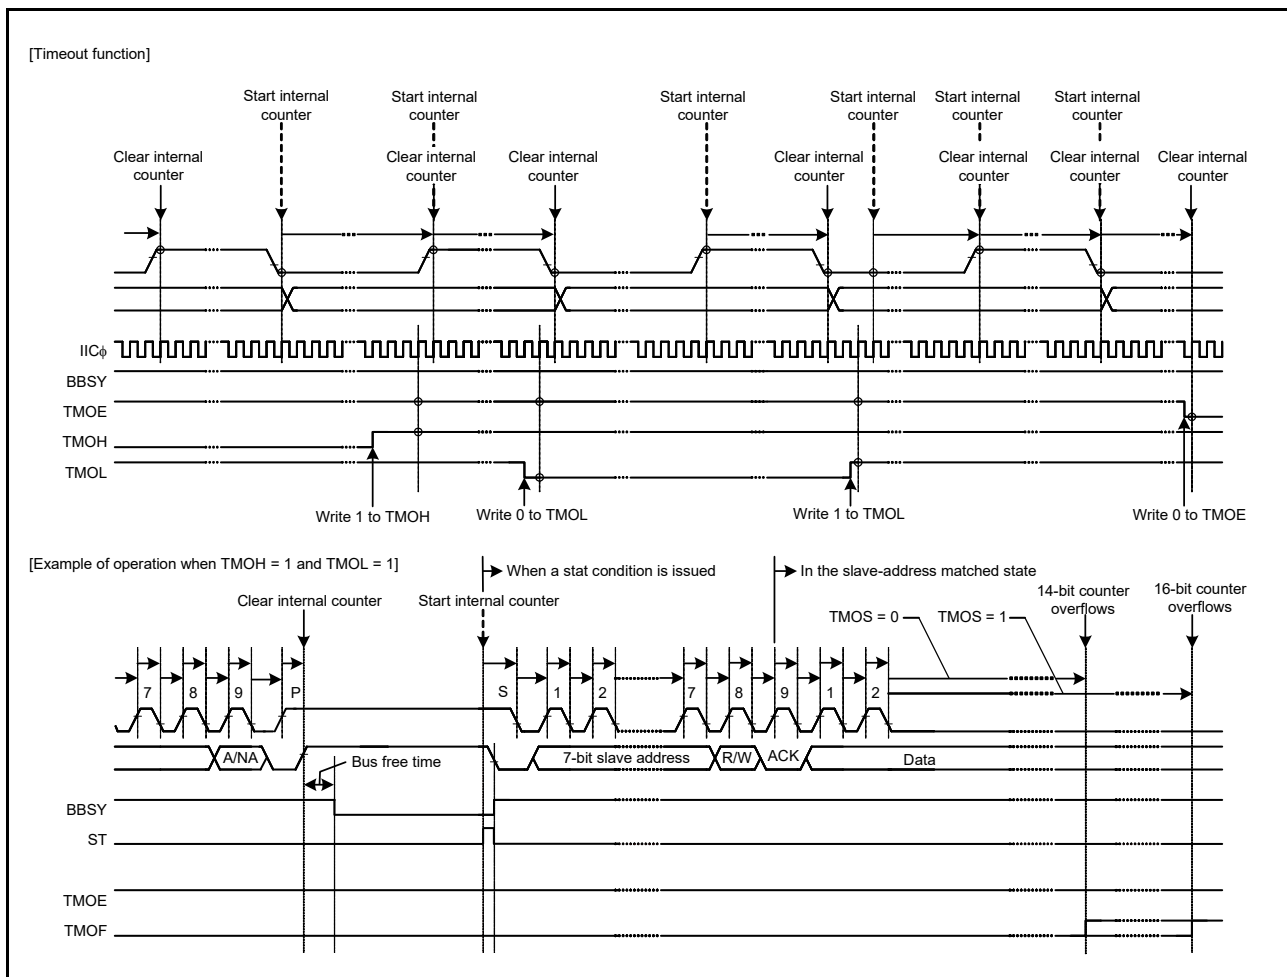 [Timeout function]
Start internal
counter
Start internal
counter
Start internal
counter
Start internal
counter
Start internal
counter
Start internal
counter
Clear internal
counter
Clear internal
counter
Clear internal
counter
Clear internal
counter
Clear internal
counter
Clear internal
counter
Clear internal
counter
IICϕ
BBSY
TMOE
TMOH
TMOL
Write 1 to TMOH
Write 0 to TMOL
Write 1 to TMOL
Write 0 to TMOE
[Example of operation when TMOH = 1 and TMOL = 1]
When a stat condition is issued
In the slave-address matched state
Clear internal counter
Start internal counter
14-bit counter
overflows
16-bit counter
overflows
TMOS = 0
TMOS = 1
7 8 9 P S 1 2 7 8 9 1 2
A/NA
Bus free time
7-bit slave address
R/W
ACK
Data
BBSY
ST
TMOE
TMOF